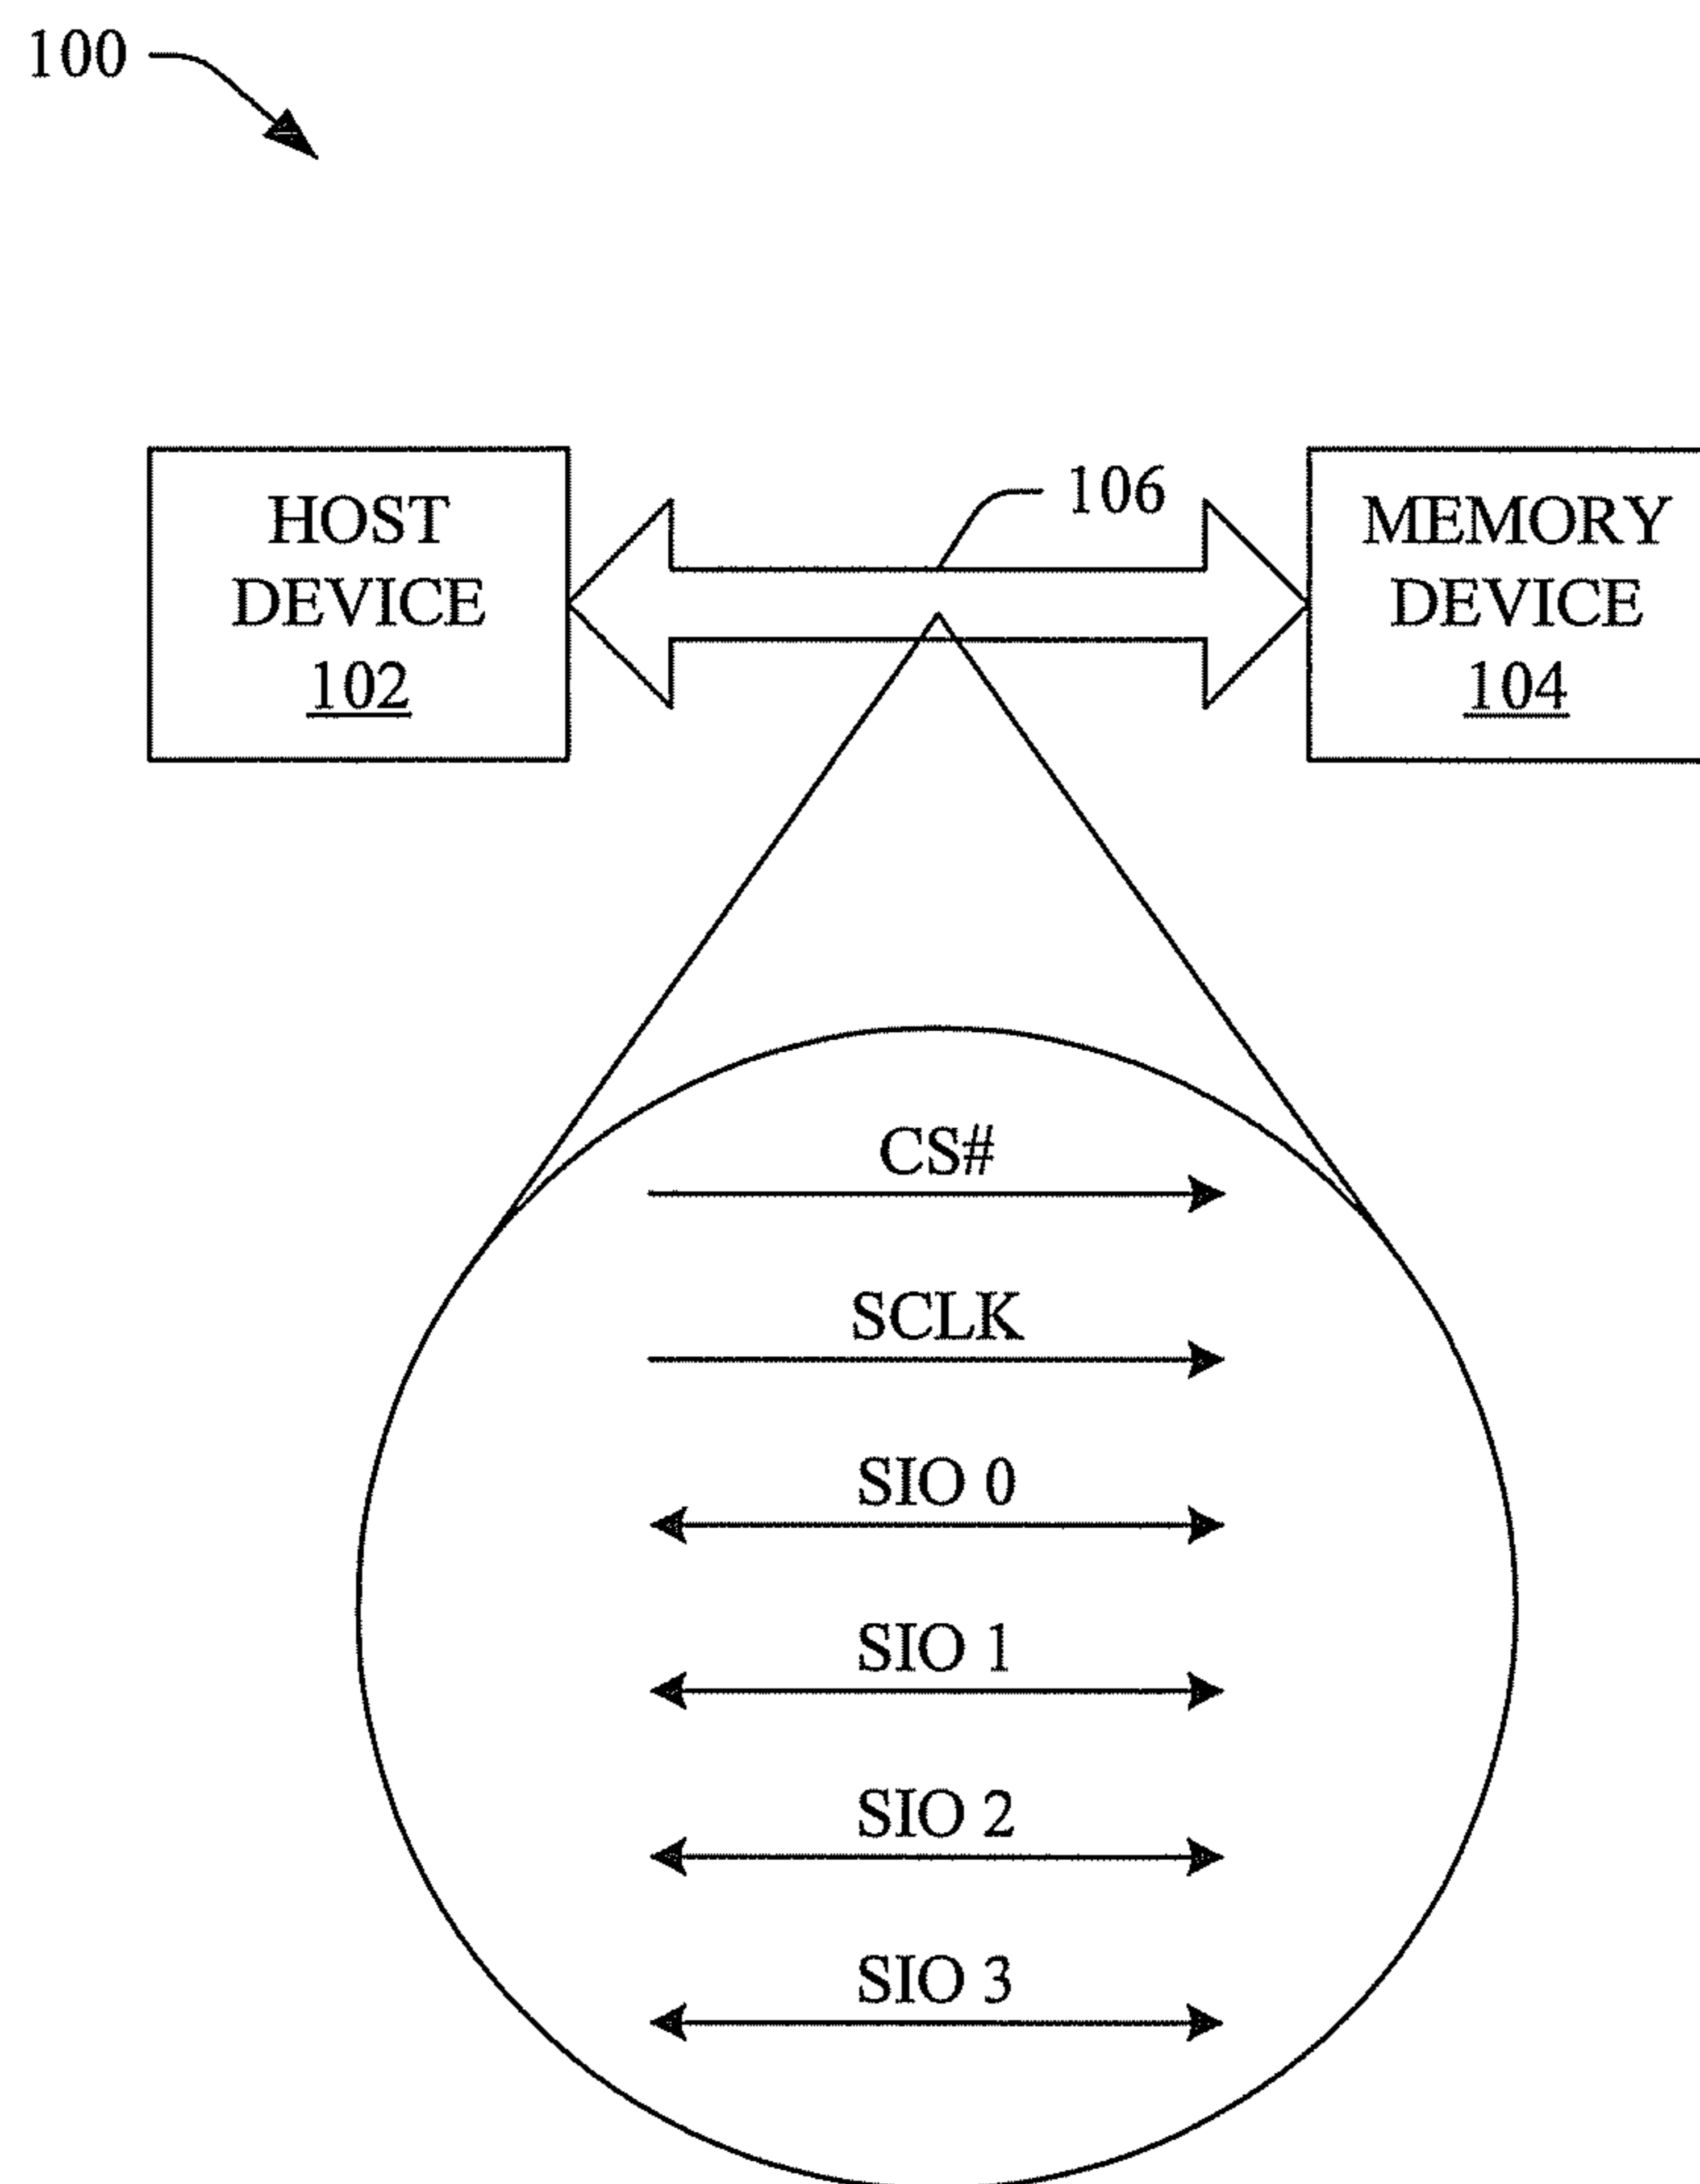 100
HOST
DEVICE
102
106
MEMORY
DEVICE
104
CS#
SCLK
SIO 0
SIO 1
SIO 2
SIO 3